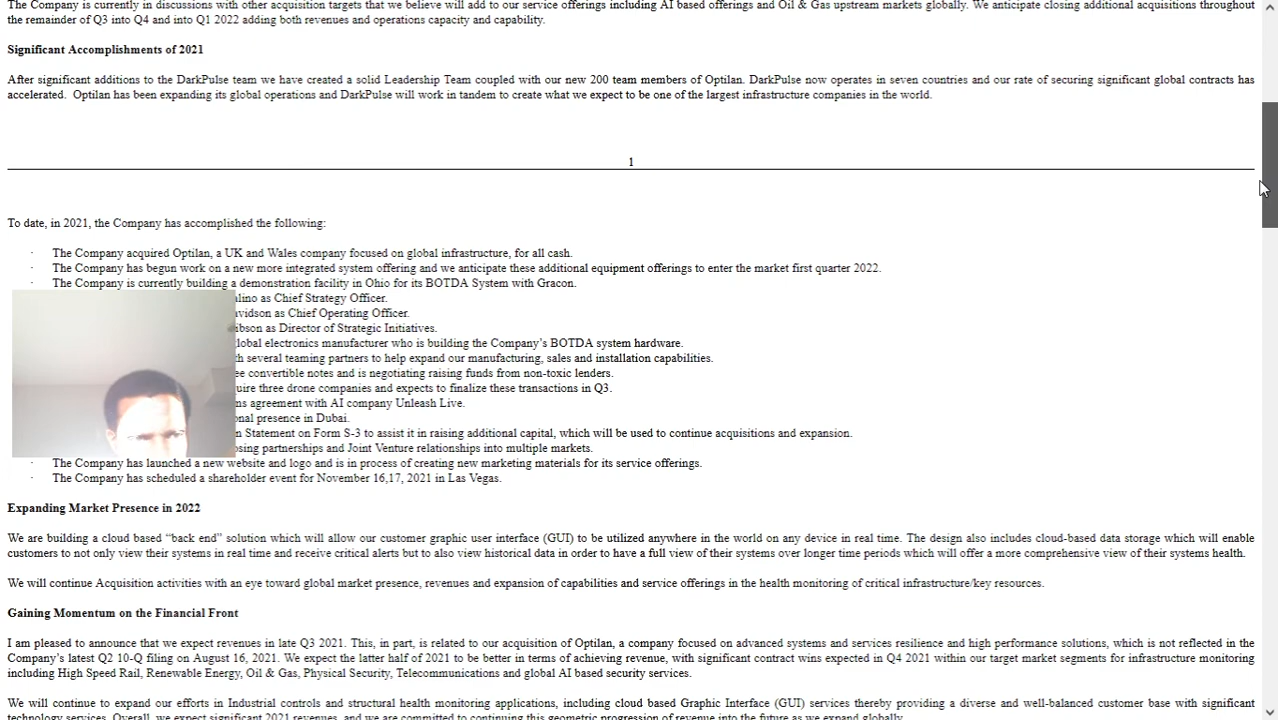 The Company is currently in discussions with other acquisition targets that we believe will add to our service offerings including AI based offerings and Oil & Gas upstream markets globally. We anticipate closing additional acquisitions throughout
the remainder of Q3 into Q4 and into Q1 2022 adding both revenues and operations capacity and capability.
Significant Accomplishments of 2021
After significant additions to the DarkPulse team we have created a solid Leadership Team coupled with our new 200 team members of Optilan. DarkPulse now operates in seven countries and our rate of securing significant global contracts has
accelerated. Optilan has been expanding its global operations and DarkPulse will work in tandem to create what we expect to be one of the largest infrastructure companies in the world.
1
To date, in 2021, the Company has accomplished the following:
· The Company acquired Optilan, a UK and Wales company focused on global infrastructure, for all cash.
· The Company has begun work on a new more integrated system offering and we anticipate these additional equipment offerings to enter the market first quarter 2022.
· The Company is currently building a demonstration facility in Ohio for its BOTDA System with Gracon.
lino as Chief Strategy Officer.
vidson as Chief Operating Officer.
ibson as Director of Strategic Initiatives.
lobal electronics manufacturer who is building the Company's BOTDA system hardware.
h several teaming partners to help expand our manufacturing, sales and installation capabilities.
ee convertible notes and is negotiating raising funds from non-toxic lenders.
uire three drone companies and expects to finalize these transactions in Q3.
ns agreement with AI company Unleash Live.
onal presence in Dubai.
n Statement on Form S-3 to assist it in raising additional capital, which will be used to continue acquisitions and expansion.
osing partnerships and Joint Venture relationships into multiple markets.
· The Company has launched a new website and logo and is in process of creating new marketing materials for its service offerings.
· The Company has scheduled a shareholder event for November 16,17, 2021 in Las Vegas.
Expanding Market Presence in 2022
We are building a cloud based “back end” solution which will allow our customer graphic user interface (GUI) to be utilized anywhere in the world on any device in real time. The design also includes cloud-based data storage which will enable
customers to not only view their systems in real time and receive critical alerts but to also view historical data in order to have a full view of their systems over longer time periods which will offer a more comprehensive view of their systems health.
We will continue Acquisition activities with an eye toward global market presence, revenues and expansion of capabilities and service offerings in the health monitoring of critical infrastructure/key resources.
Gaining Momentum on the Financial Front
I am pleased to announce that we expect revenues in late Q3 2021. This, in part, is related to our acquisition of Optilan, a company focused on advanced systems and services resilience and high performance solutions, which is not reflected in the
Company's latest Q2 10-Q filing on August 16, 2021. We expect the latter half of 2021 to be better in terms of achieving revenue, with significant contract wins expected in Q4 2021 within our target market segments for infrastructure monitoring
including High Speed Rail, Renewable Energy, Oil & Gas, Physical Security, Telecommunications and global AI based security services.
We will continue to expand our efforts in Industrial controls and structural health monitoring applications, including cloud based Graphic Interface (GUI) services thereby providing a diverse and well-balanced customer base with significant
technology services. Overall, we expect significant 2021 revenues, and we are committed to continuing this geometric progression of revenue into the future as we expand globally.